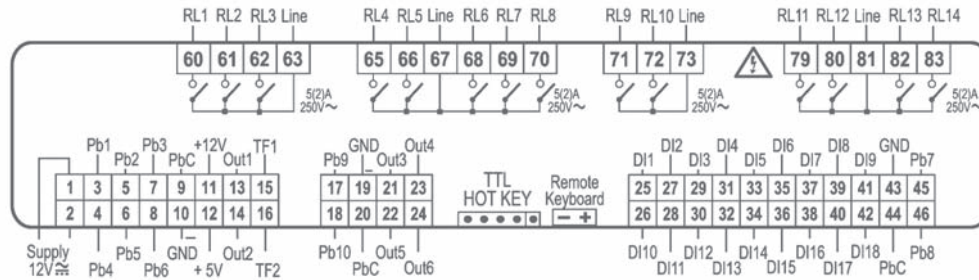 RL1 RL2 RL3 Line RL4 RL5 Line RL6 RL7 RL8 RL9 RL10 Line RL11 RL12 Line RL13 RL14
60 61 62 63 65 66 67 68 69 70 71 72 73 79 80 81 82 83
5(2)A 5(2)A 5(2)A 5(2)A
250V~ 250V~ 250V~ 250V~
Pb1 Pb3 +12V TF1 GND Out4 DI2 DI4 DI6 DI8 GND
Pb2 PbC Out1 Pb9 Out3 DI1 DI3 DI5 DI7 DI9 Pb7
1 3 5 7 9 11 13 15 17 19 21 23 TTL Remote 25 27 29 31 33 35 37 39 41 43 45
HOT KEY Keyboard
2 4 6 8 10 12 14 16 18 20 22 24 - + 26 28 30 32 34 36 38 40 42 44 46
Supply Pb5 GND Out2 Pb10 Out5 DI10 DI12 DI14 DI16 DI18 Pb8
12V Pb4 Pb6 + 5V TF2 PbC Out6 DI11 DI13 DI15 DI17 PbC